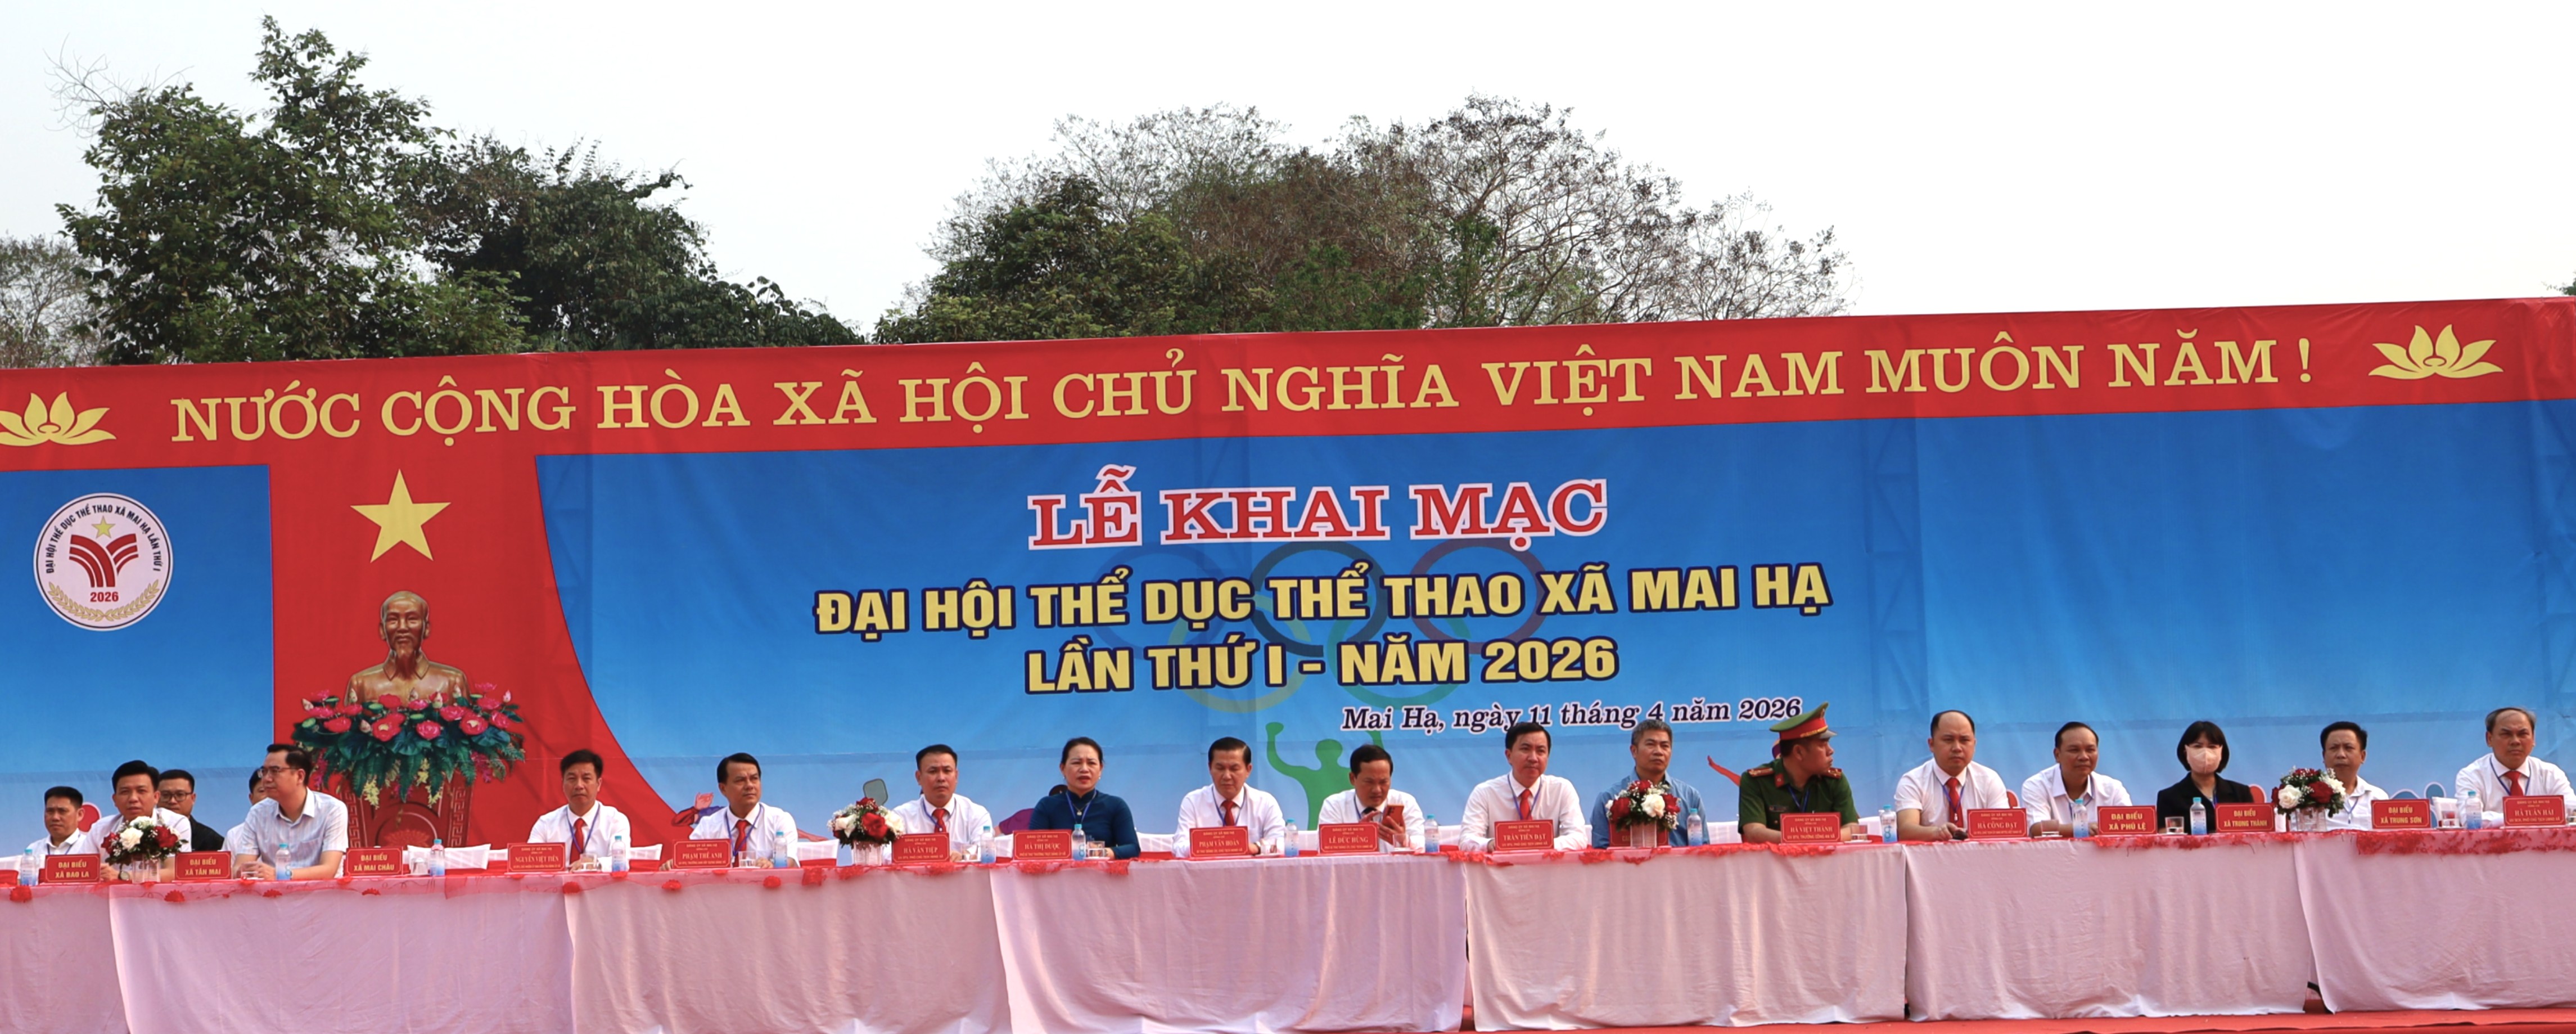 NƯỚC CỘNG HÒA XÃ HỘI CHỦ NGHĨA VIỆT NAM MUÔN NĂM !
ĐẠI HỘI THỂ DỤC THỂ THAO XÃ MAI HẠ LẦN THỨ I
2026
LỄ KHAI MẠC
ĐẠI HỘI THỂ DỤC THỂ THAO XÃ MAI HẠ
LẦN THỨ I - NĂM 2026
Mai Hạ, ngày 11 tháng 4 năm 2026
ĐẠI BIỂU
XÃ BAO LA
ĐẠI BIỂU
XÃ TÂN MAI
ĐẠI BIỂU
XÃ MAI CHÂU
NGUYỄN VIỆT TIẾN
PHẠM THẾ ANH
HÀ VĂN TIỆP
HÀ THỊ ĐƯỢC
PHẠM VĂN HOAN
LÊ ĐỨC HÙNG
TRẦN TIẾN ĐẠT
HÀ VIỆT THÀNH
HÀ CÔNG ĐẠT
ĐẠI BIỂU
XÃ PHÚ LỆ
ĐẠI BIỂU
XÃ TRUNG THÀNH
ĐẠI BIỂU
XÃ TRUNG SƠN
HÀ TUẤN HẢI